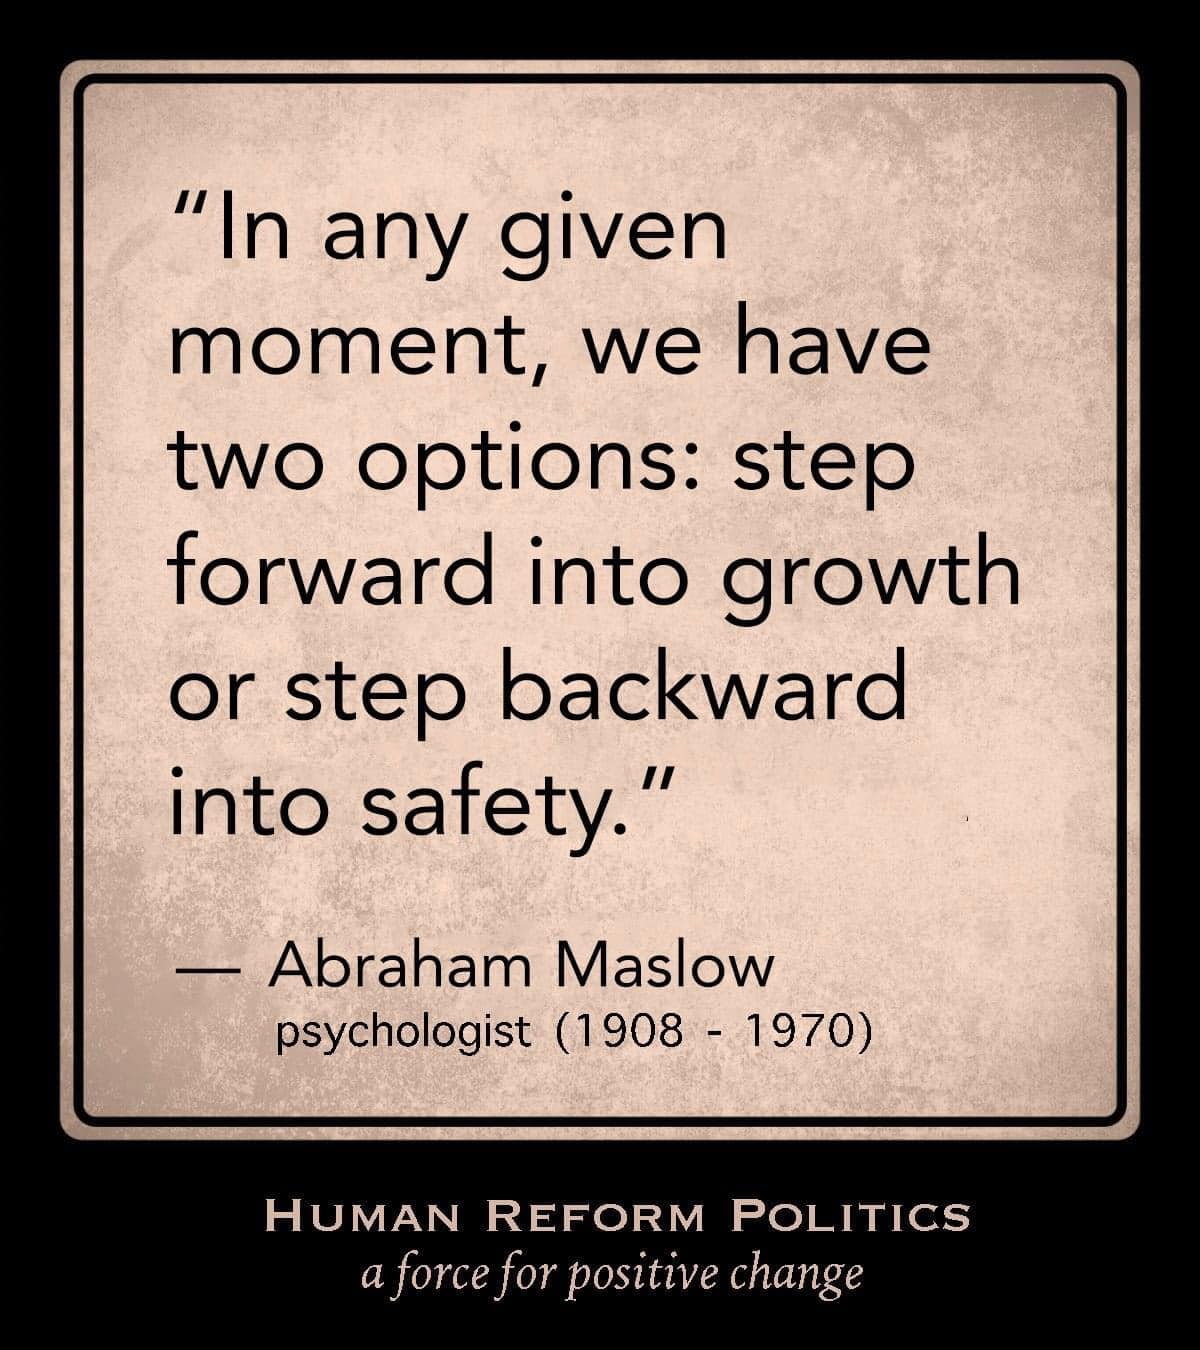 “In any given
moment, we have
two options: step
forward into growth
or step backward
into safety.”
— Abraham Maslow
psychologist (1908 - 1970)
Human Reform Politics
a force for positive change